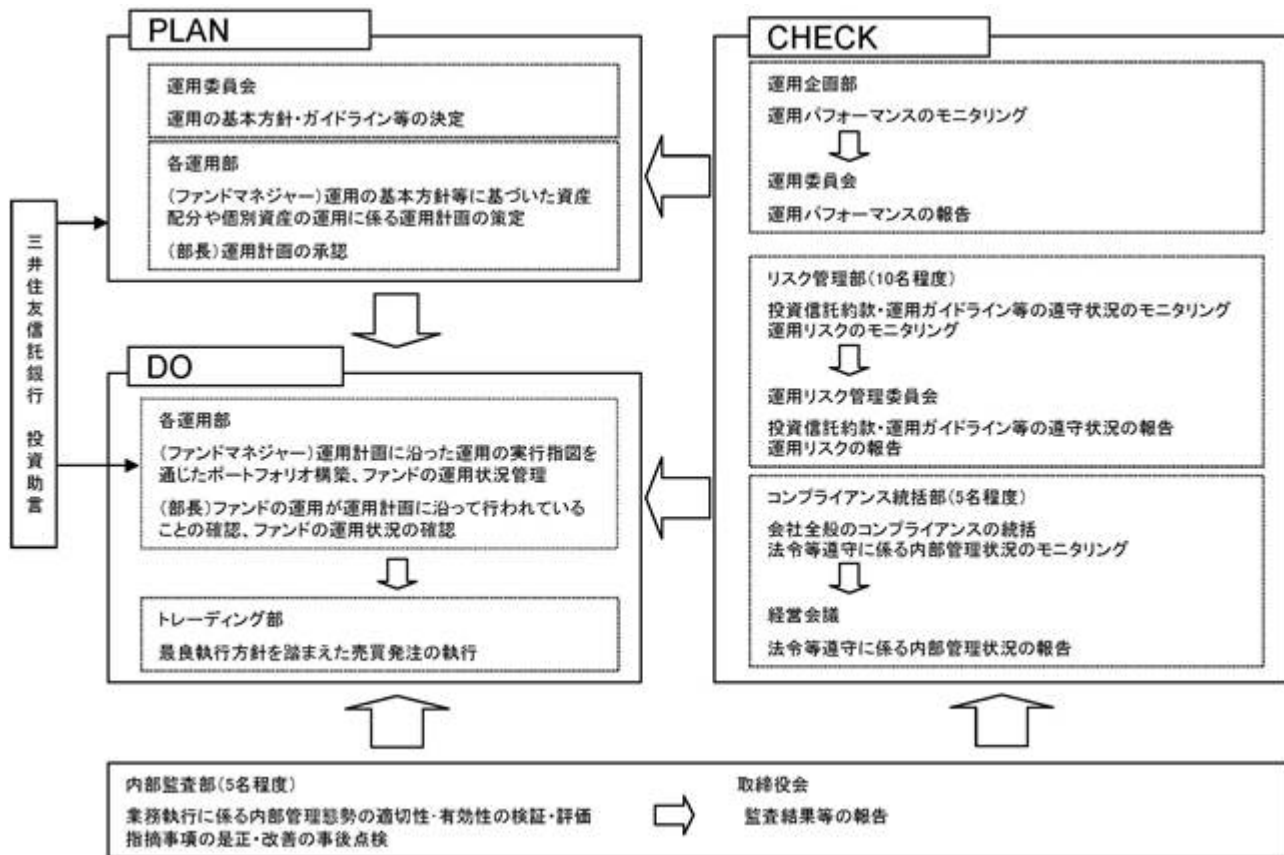 PLAN
運用委員会
運用の基本方針・ガイドライン等の決定
各運用部
(ファンドマネジャー)運用の基本方針等に基づいた資産
配分や個別資産の運用に係る運用計画の策定
(部長)運用計画の承認
三井住友信託銀行 投資助言
DO
各運用部
(ファンドマネジャー)運用計画に沿った運用の実行指図を
通じたポートフォリオ構築、ファンドの運用状況管理
(部長)ファンドの運用が運用計画に沿って行われている
ことの確認、ファンドの運用状況の確認
トレーディング部
最良執行方針を踏まえた売買発注の執行
CHECK
運用企画部
運用パフォーマンスのモニタリング
運用委員会
運用パフォーマンスの報告
リスク管理部(10名程度)
投資信託約款・運用ガイドライン等の遵守状況のモニタリング
運用リスクのモニタリング
運用リスク管理委員会
投資信託約款・運用ガイドライン等の遵守状況の報告
運用リスクの報告
コンプライアンス統括部(5名程度)
会社全般のコンプライアンスの統括
法令等遵守に係る内部管理状況のモニタリング
経営会議
法令等遵守に係る内部管理状況の報告
内部監査部(5名程度)
業務執行に係る内部管理態勢の適切性・有効性の検証・評価
指摘事項の是正・改善の事後点検
取締役会
監査結果等の報告